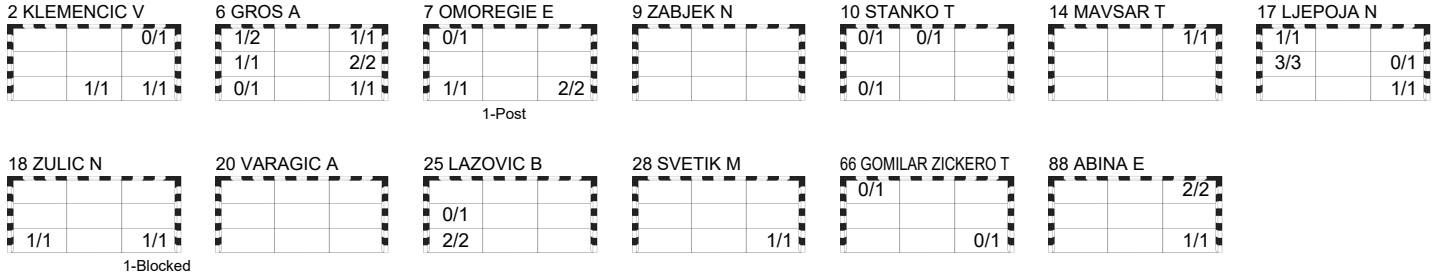 2 KLEMENCIC V 6 GROS A 7 OMOREGIE E 9 ZABJEK N 10 STANKO T 14 MAVSAR T 17 LJEPOJA N
0/1 1/2 1/1 0/1 0/1 0/1 1/1 1/1
1/1 2/2 3/3 0/1
1/1 1/1 0/1 1/1 1/1 2/2 0/1 1/1
1-Post
18 ZULIC N 20 VARAGIC A 25 LAZOVIC B 28 SVETIK M 66 GOMILAR ZICKERO T 88 ABINA E
0/1 2/2
0/1
1/1 1/1 2/2 1/1 0/1 1/1
1-Blocked